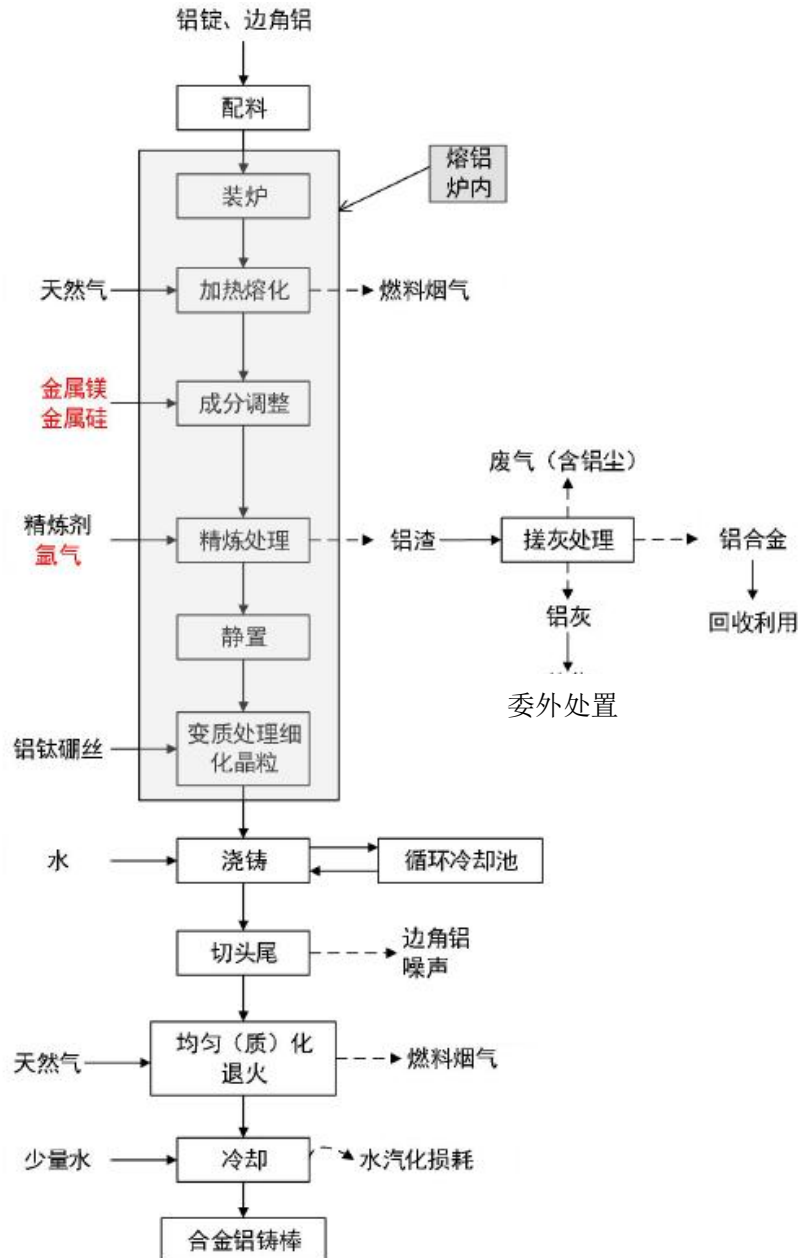 铝锭、边角铝
配料
熔铝
炉内
装炉
天然气
加热熔化
燃料烟气
金属镁
金属硅
成分调整
废气（含铝尘）
精炼剂
氩气
精炼处理
铝渣
搓灰处理
铝合金
静置
铝灰
回收利用
委外处置
铝钛硼丝
变质处理细
化晶粒
水
浇铸
循环冷却池
切头尾
边角铝
噪声
天然气
均匀（质）化
退火
燃料烟气
少量水
冷却
水汽化损耗
合金铝铸棒